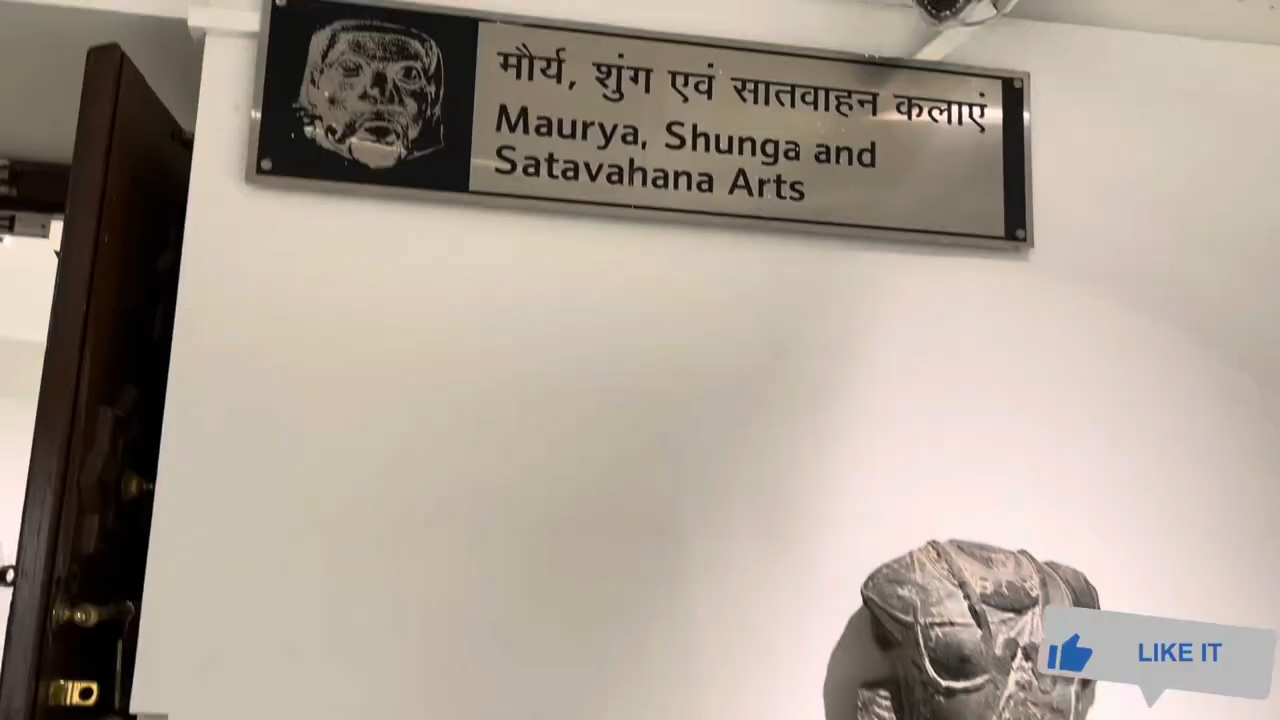 मौर्य, शुंग एवं सातवाहन कलाएं
Maurya, Shunga and
Satavahana Arts
LIKE IT